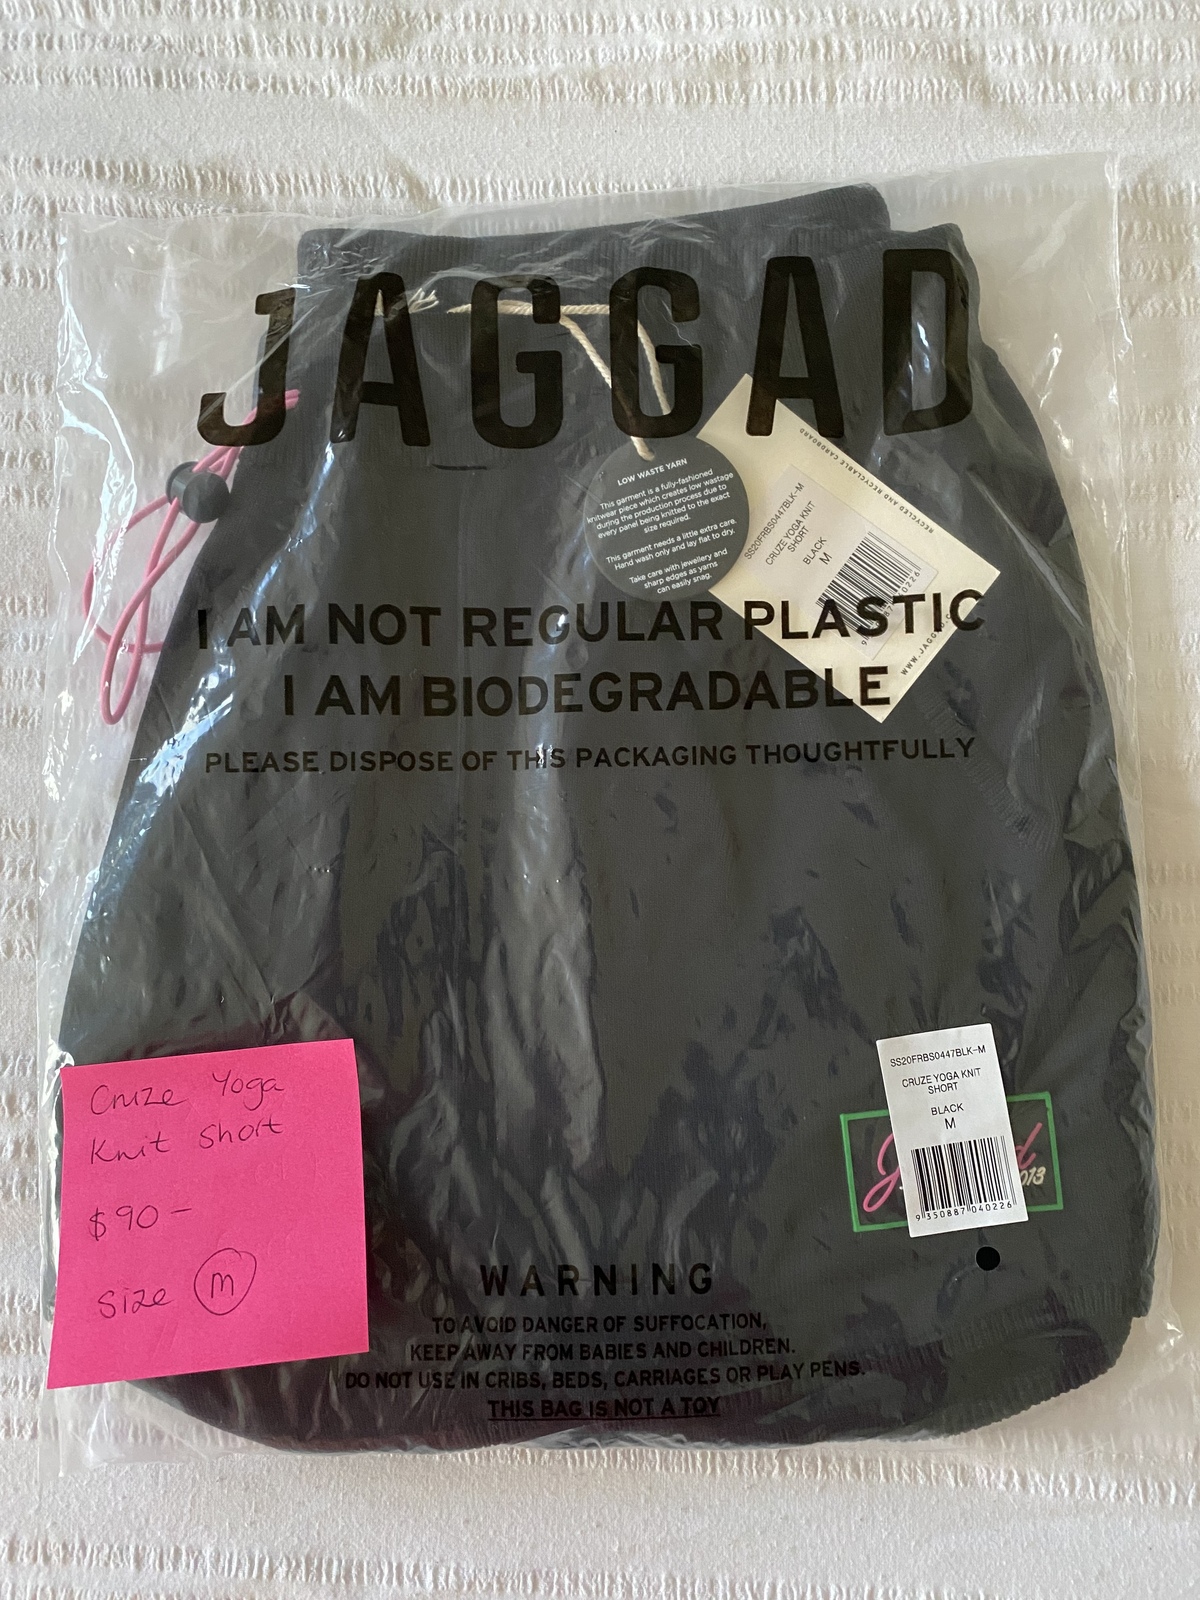 JAGGAD
LOW WASTE YARN
This garment is a fully-fashioned
knitwear piece which creates low wastage
during the production process due to
every panel being knitted to the exact
size required.
This garment needs a little extra care.
Hand wash only and lay flat to dry.
Take care with jewellery and
sharp edges as yarns
can easily snag.
RECYCLED AND RECYCLABLE CARDBOARD
SS20FRBS0447BLK-M
CRUZE YOGA KNIT
SHORT
BLACK
M
WWW.JAGGAD.C
I AM NOT REGULAR PLASTIC
I AM BIODEGRADABLE
PLEASE DISPOSE OF THIS PACKAGING THOUGHTFULLY
Cruze Yoga
Knit Short
$90-
Size M
SS20FRBS0447BLK-M
CRUZE YOGA KNIT
SHORT
BLACK
M
9 350887 040226
J d
013
WARNING
TO AVOID DANGER OF SUFFOCATION,
KEEP AWAY FROM BABIES AND CHILDREN.
DO NOT USE IN CRIBS, BEDS, CARRIAGES OR PLAY PENS.
THIS BAG IS NOT A TOY